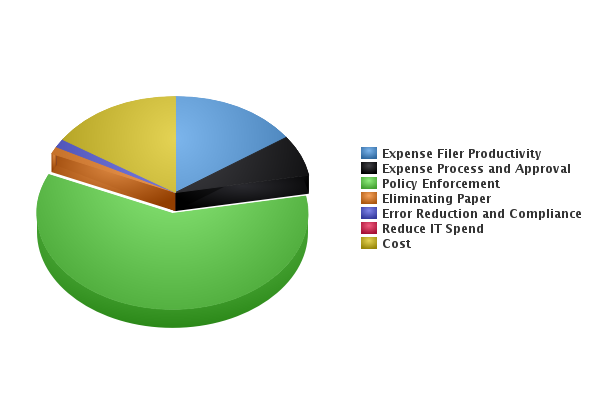 Expense Filer Productivity
Expense Process and Approval
Policy Enforcement
Eliminating Paper
Error Reduction and Compliance
Reduce IT Spend
Cost